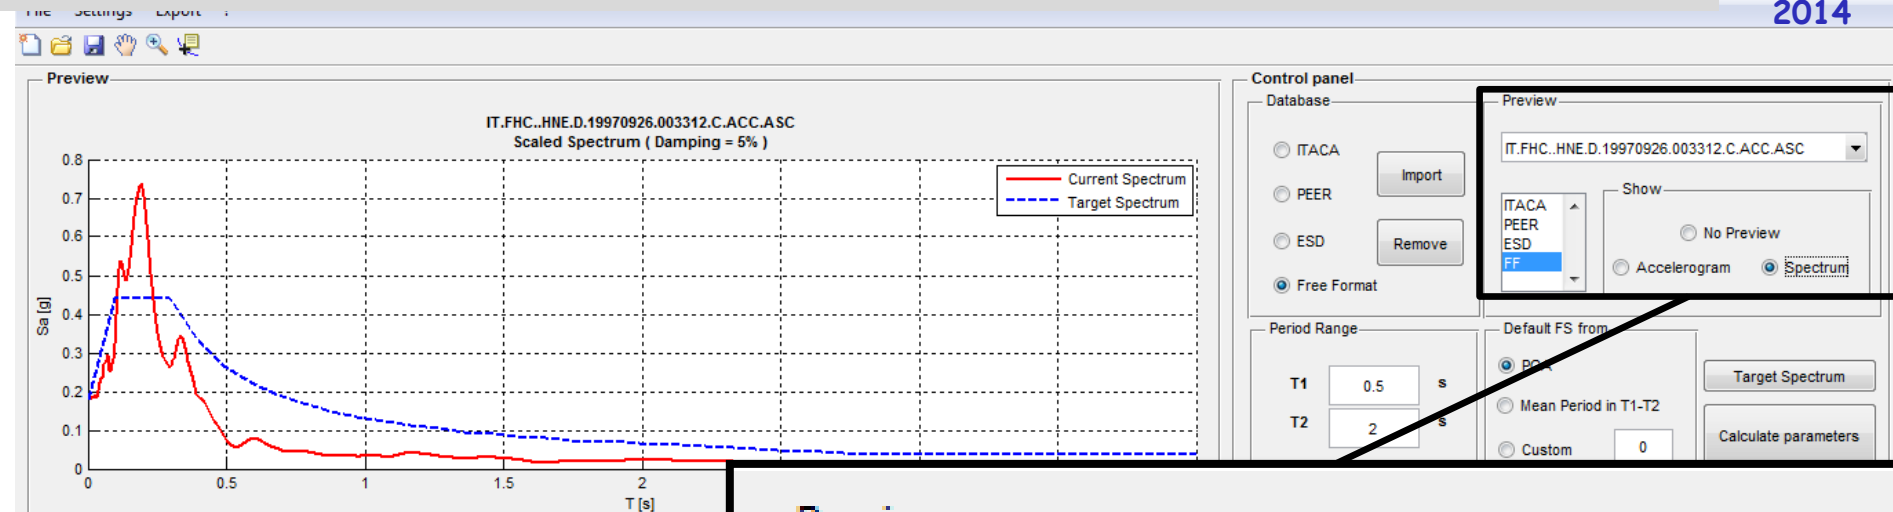 2014
File Settings Export ?
Preview
IT.FHC..HNE.D.19970926.003312.C.ACC.ASC
Scaled Spectrum ( Damping = 5% )
Current Spectrum
Target Spectrum
0.8
0.7
0.6
0.5
0.4
0.3
0.2
0.1
0
Sa [g]
0 0.5 1 1.5 2
T [s]
Control panel
Database
ITACA
PEER
ESD
Free Format
Import
Remove
Preview
IT.FHC..HNE.D.19970926.003312.C.ACC.ASC
ITACA
PEER
ESD
FF
Show
No Preview
Accelerogram Spectrum
Period Range
T1 0.5 s
T2 2 s
Default FS from
PGA
Mean Period in T1-T2
Custom 0
Target Spectrum
Calculate parameters